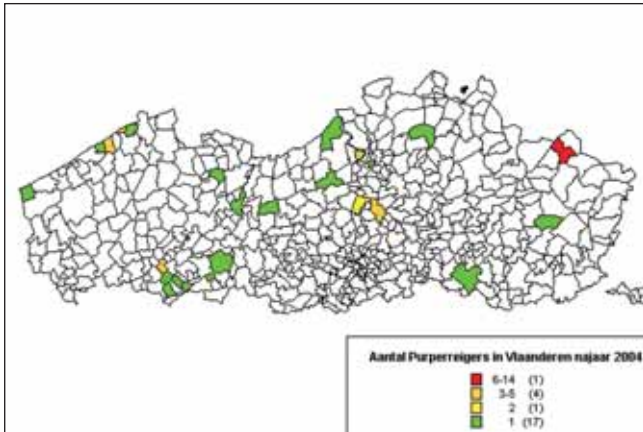 Aantal Purperreigers in Vlaanderen najaar 2004
6-14 (1)
3-5 (4)
2 (1)
1 (17)